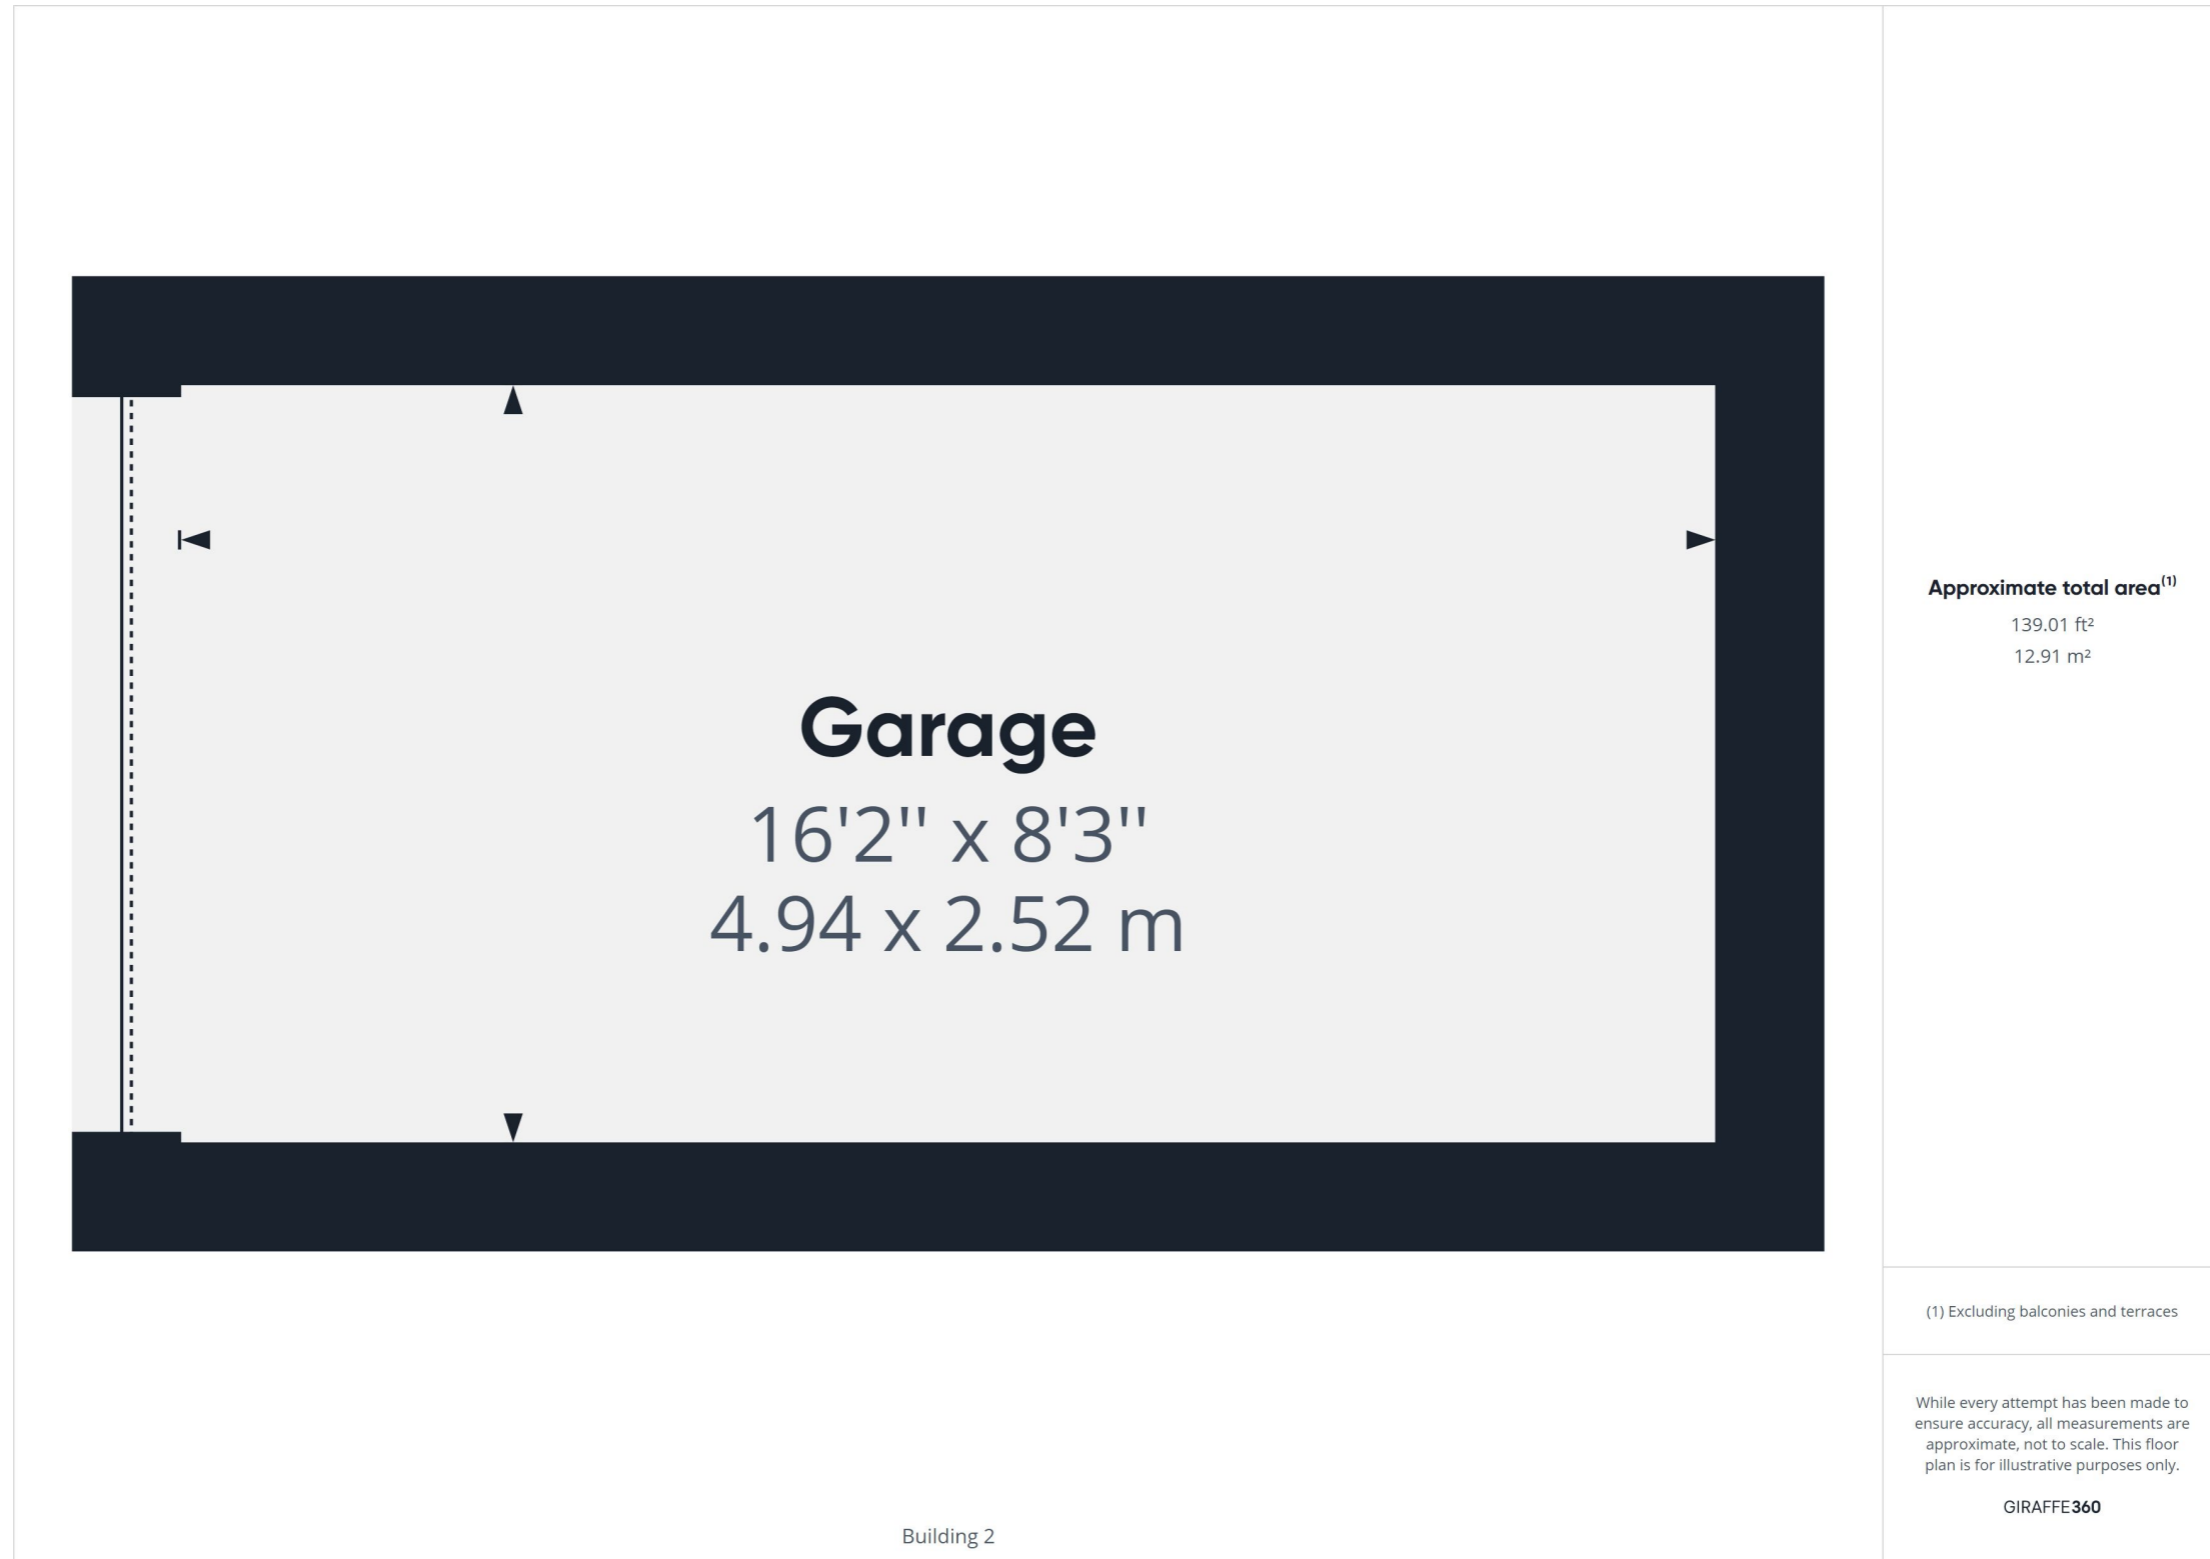 Garage
16'2'' x 8'3''
4.94 x 2.52 m
Building 2
Approximate total area(1)
139.01 ft²
12.91 m²
(1) Excluding balconies and terraces
While every attempt has been made to
ensure accuracy, all measurements are
approximate, not to scale. This floor
plan is for illustrative purposes only.
GIRAFFE360